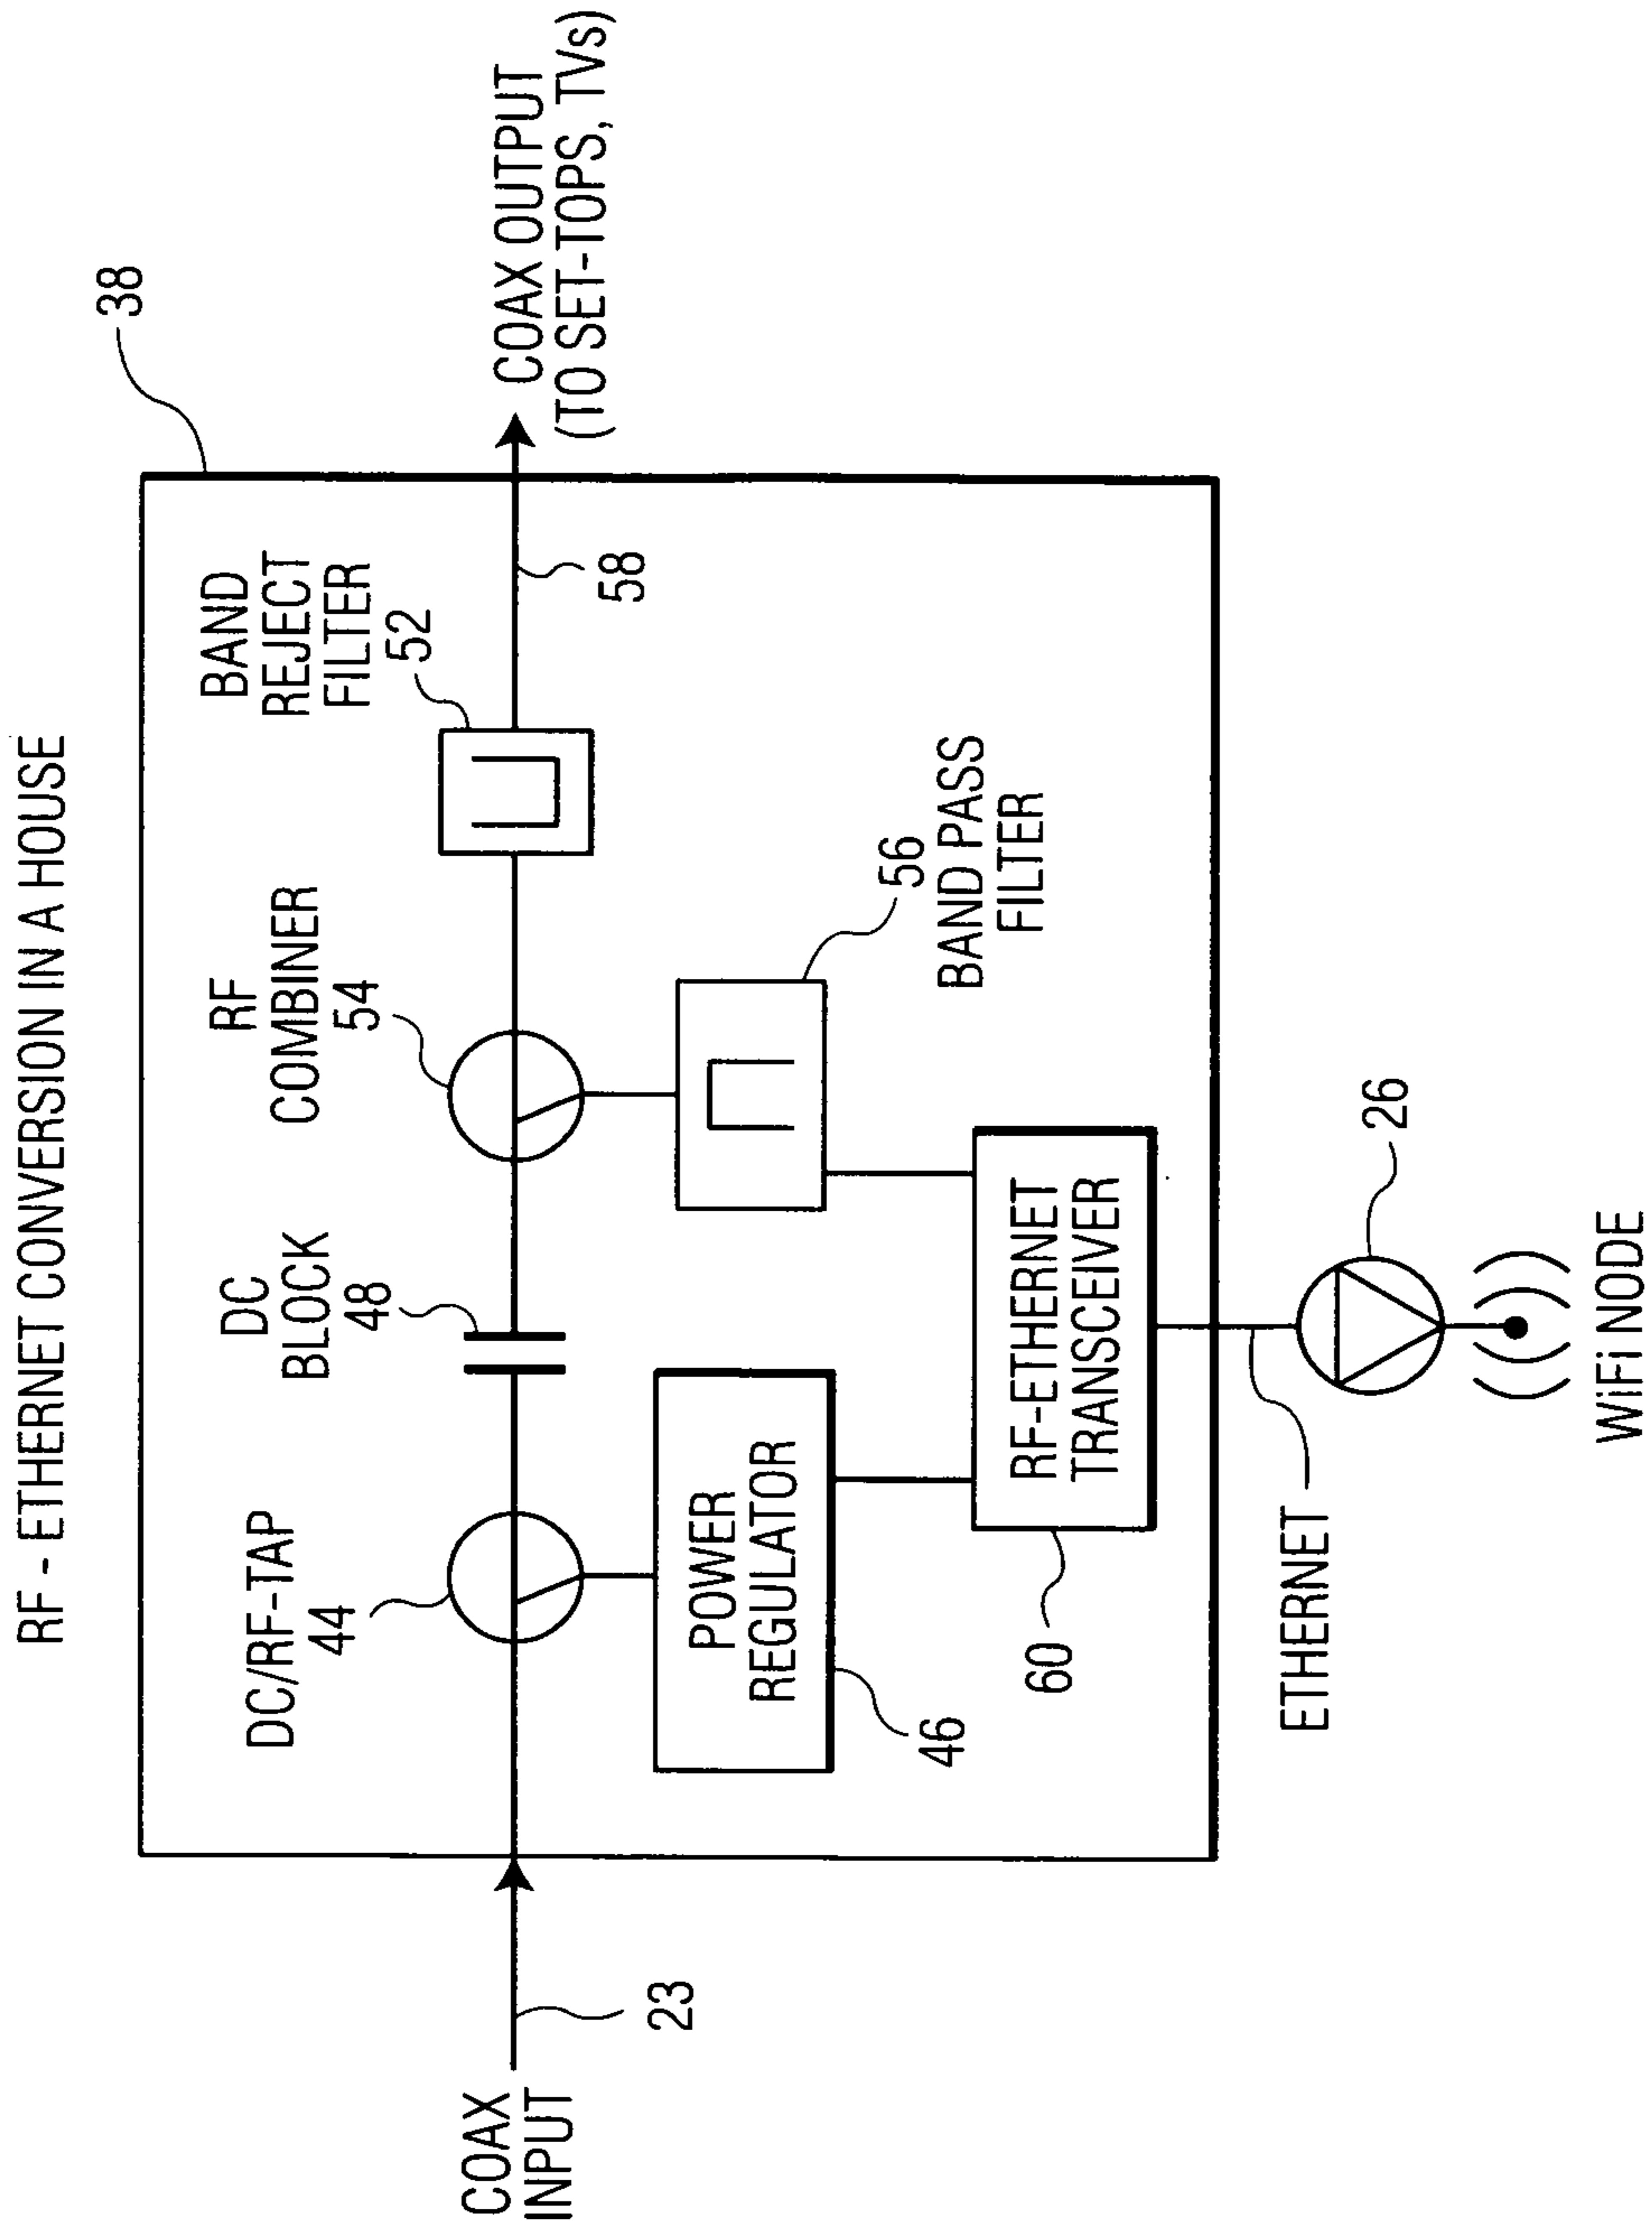 RF - ETHERNET CONVERSION IN A HOUSE
38
BAND
REJECT
FILTER
52
RF
COMBINER
54
DC
BLOCK
48
DC/RF-TAP
44
COAX
INPUT
23
COAX OUTPUT
(TO SET-TOPS, TVs)
58
POWER
REGULATOR
46
56
BAND PASS
FILTER
RF-ETHERNET
TRANSCEIVER
60
ETHERNET
26
WiFi NODE